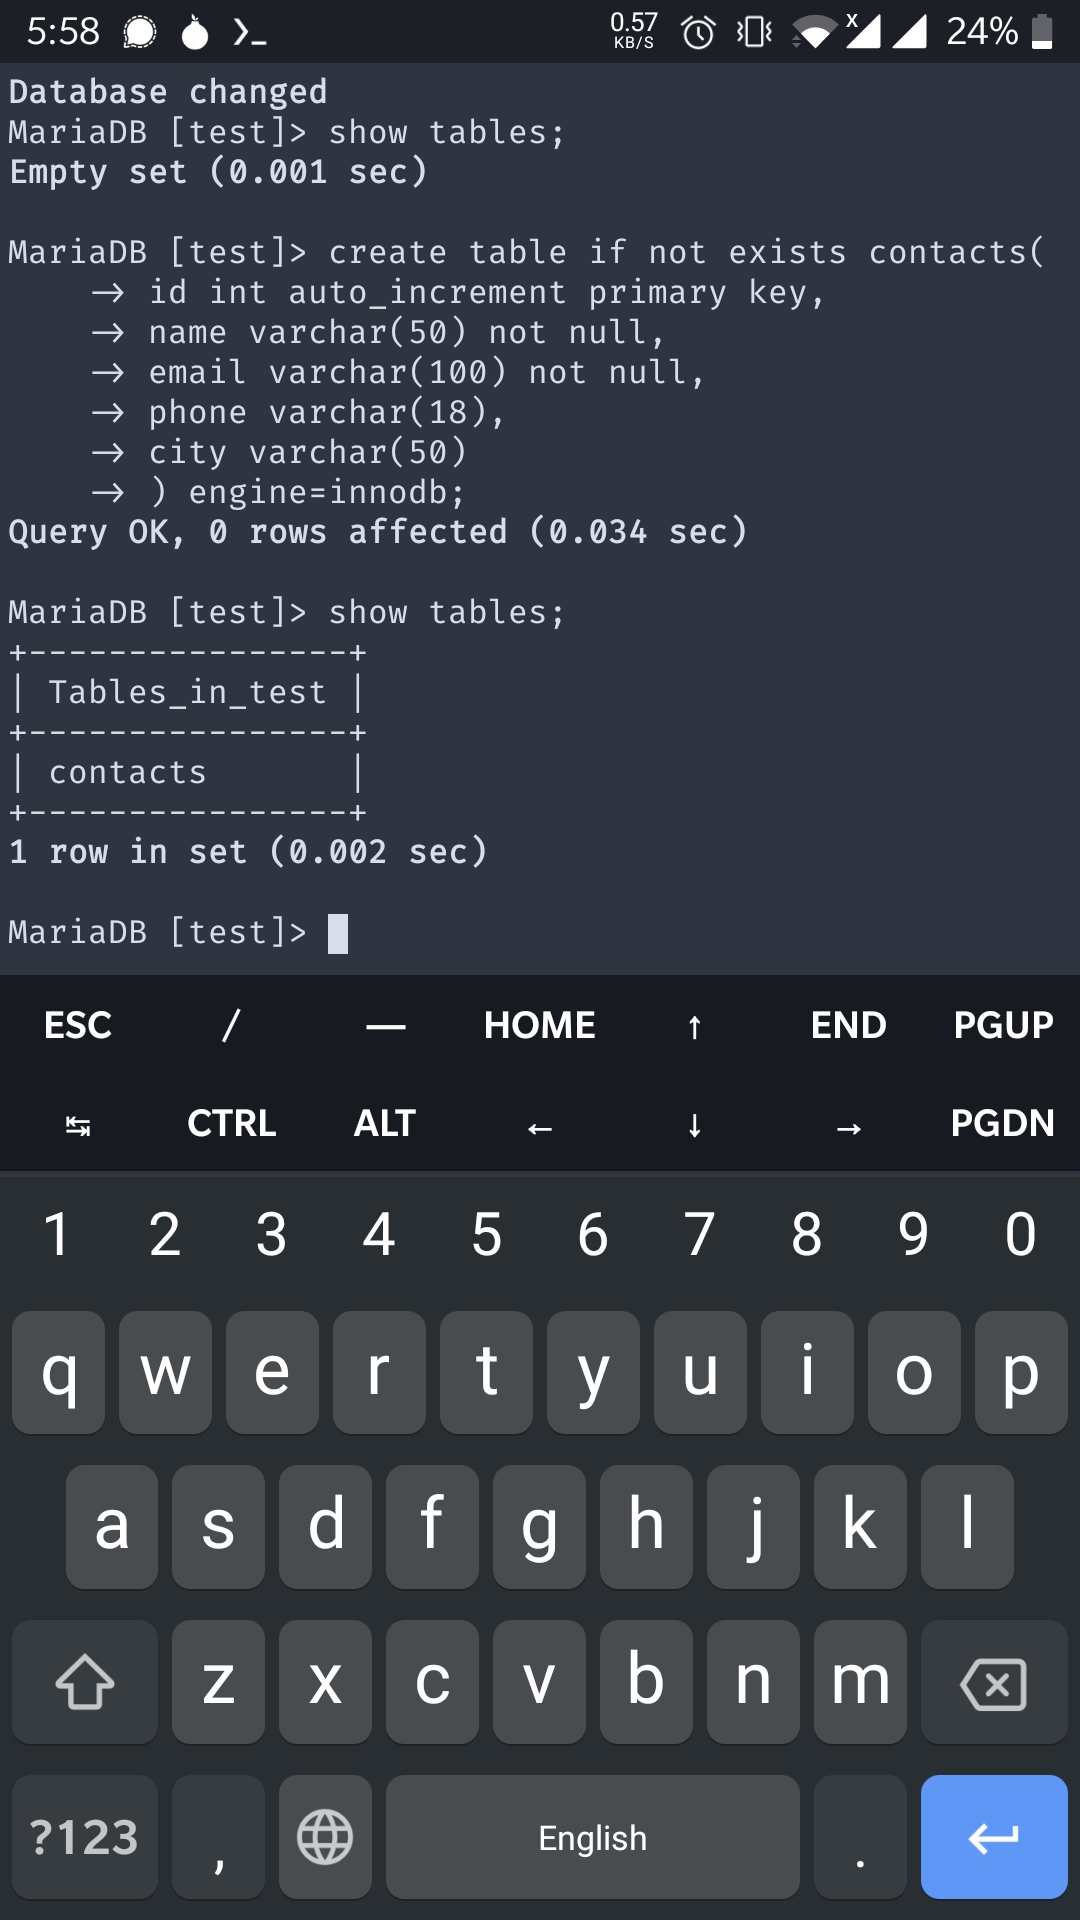 5:58 0.57 KB/S 24%
Database changed
MariaDB [test]> show tables;
Empty set (0.001 sec)
MariaDB [test]> create table if not exists contacts(
    → id int auto_increment primary key,
    → name varchar(50) not null,
    → email varchar(100) not null,
    → phone varchar(18),
    → city varchar(50)
    → ) engine=innodb;
Query OK, 0 rows affected (0.034 sec)
MariaDB [test]> show tables;
+----------------+
| Tables_in_test |
+----------------+
| contacts       |
+----------------+
1 row in set (0.002 sec)
MariaDB [test]>
ESC / — HOME ↑ END PGUP
↹ CTRL ALT ← ↓ → PGDN
1 2 3 4 5 6 7 8 9 0
q w e r t y u i o p
a s d f g h j k l
z x c v b n m
?123 , English .